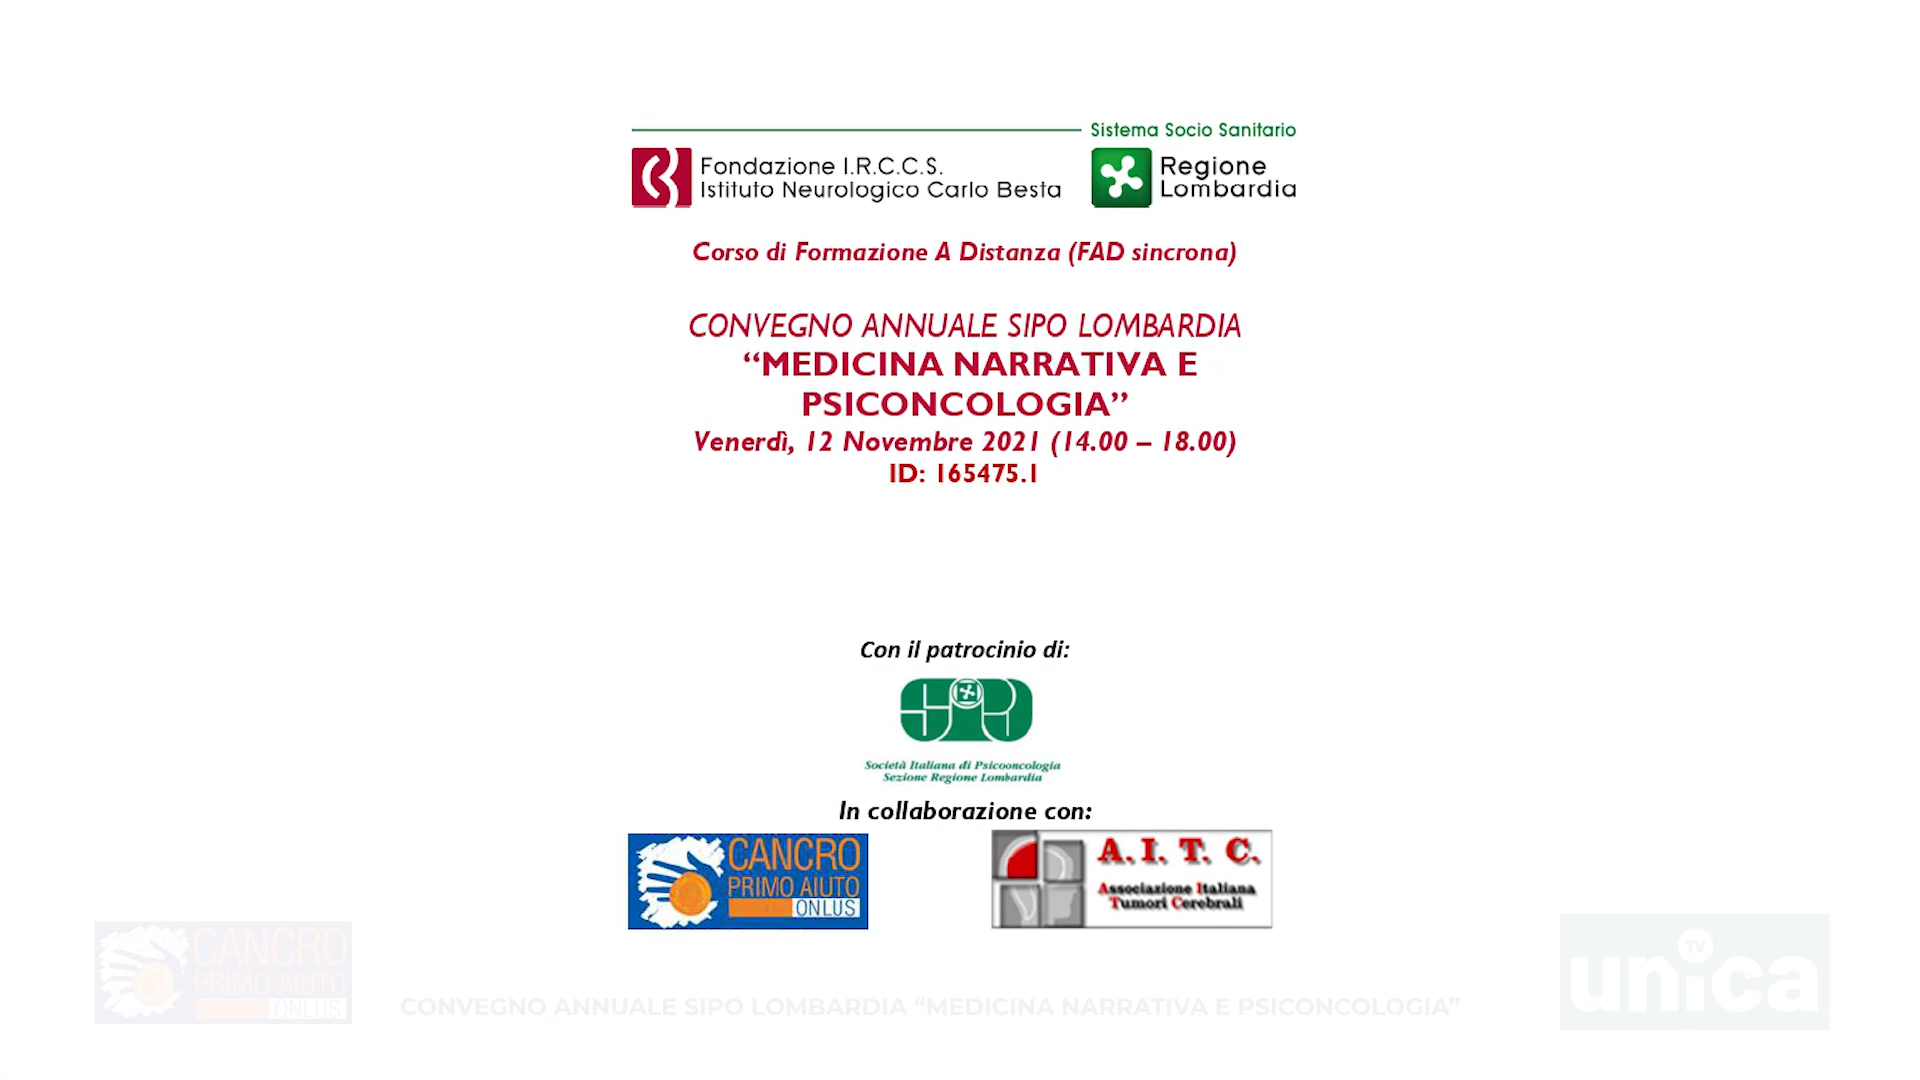 Sistema Socio Sanitario
Fondazione I.R.C.C.S.
Istituto Neurologico Carlo Besta
Regione
Lombardia
Corso di Formazione A Distanza (FAD sincrona)
CONVEGNO ANNUALE SIPO LOMBARDIA
“MEDICINA NARRATIVA E
PSICONCOLOGIA”
Venerdì, 12 Novembre 2021 (14.00 – 18.00)
ID: 165475.1
Con il patrocinio di:
SIPO
Società Italiana di Psicooncologia
Sezione Regione Lombardia
In collaborazione con:
CANCRO
PRIMO AIUTO
ONLUS
A. I. T. C.
Associazione Italiana
Tumori Cerebrali
CANCRO
PRIMO AIUTO
ONLUS
CONVEGNO ANNUALE SIPO LOMBARDIA “MEDICINA NARRATIVA E PSICONCOLOGIA”
TV
unica